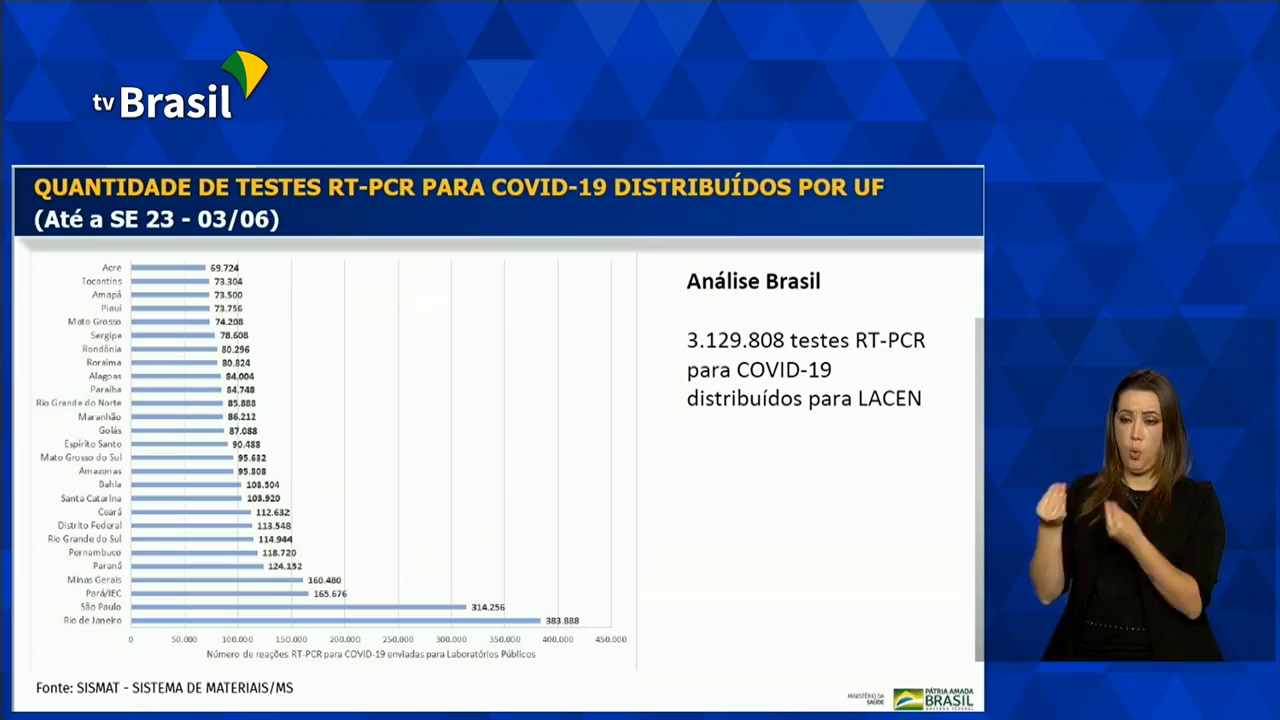 tv Brasil
QUANTIDADE DE TESTES RT-PCR PARA COVID-19 DISTRIBUÍDOS POR UF
(Até a SE 23 - 03/06)
Acre 69.724
Tocantins 73.304
Amapá 73.500
Piauí 73.756
Mato Grosso 74.208
Sergipe 78.608
Rondônia 80.296
Roraima 80.824
Alagoas 84.004
Paraíba 84.748
Rio Grande do Norte 85.888
Maranhão 86.212
Goiás 87.088
Espírito Santo 90.488
Mato Grosso do Sul 95.632
Amazonas 95.808
Bahia 103.504
Santa Catarina 103.920
Ceará 112.632
Distrito Federal 113.548
Rio Grande do Sul 114.944
Pernambuco 118.720
Paraná 124.152
Minas Gerais 160.480
Pará/IEC 165.676
São Paulo 314.256
Rio de Janeiro 383.888
0 50.000 100.000 150.000 200.000 250.000 300.000 350.000 400.000 450.000
Número de reações RT-PCR para COVID-19 enviadas para Laboratórios Públicos
Análise Brasil
3.129.808 testes RT-PCR
para COVID-19
distribuídos para LACEN
Fonte: SISMAT - SISTEMA DE MATERIAIS/MS
MINISTÉRIO DA
SAÚDE
PÁTRIA AMADA
BRASIL
GOVERNO FEDERAL